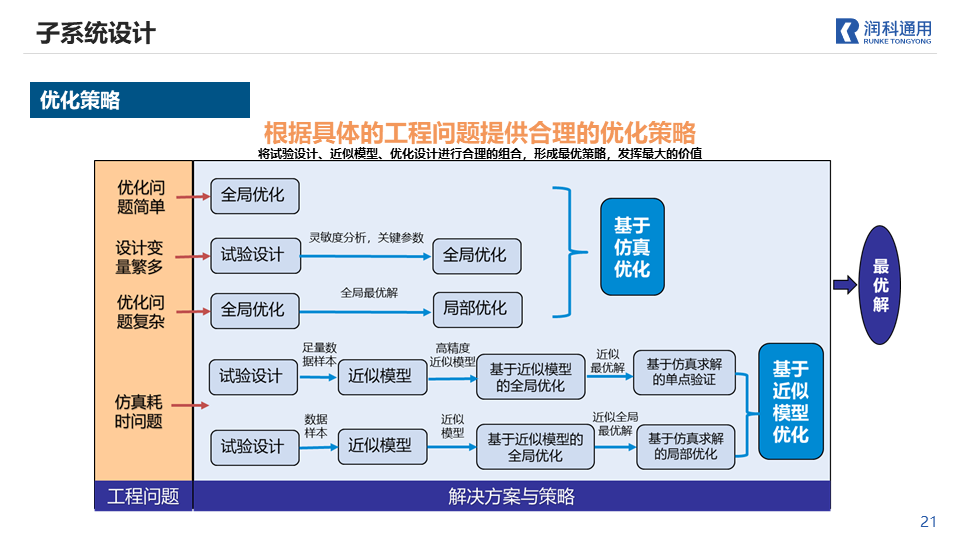 子系统设计
润科通用
RUNKE TONGYONG
优化策略
根据具体的工程问题提供合理的优化策略
将试验设计、近似模型、优化设计进行合理的组合，形成最优策略，发挥最大的价值
优化问
题简单
全局优化
设计变
量繁多
试验设计
灵敏度分析，关键参数
全局优化
优化问
题复杂
全局优化
全局最优解
局部优化
基于
仿真
优化
仿真耗
时问题
试验设计
足量数
据样本
近似模型
高精度
近似模型
基于近似模型
的全局优化
近似
最优解
基于仿真求解
的单点验证
试验设计
数据
样本
近似模型
近似
模型
基于近似模型的
全局优化
近似全局
最优解
基于仿真求解
的局部优化
基于
近似
模型
优化
最
优
解
工程问题
解决方案与策略
21